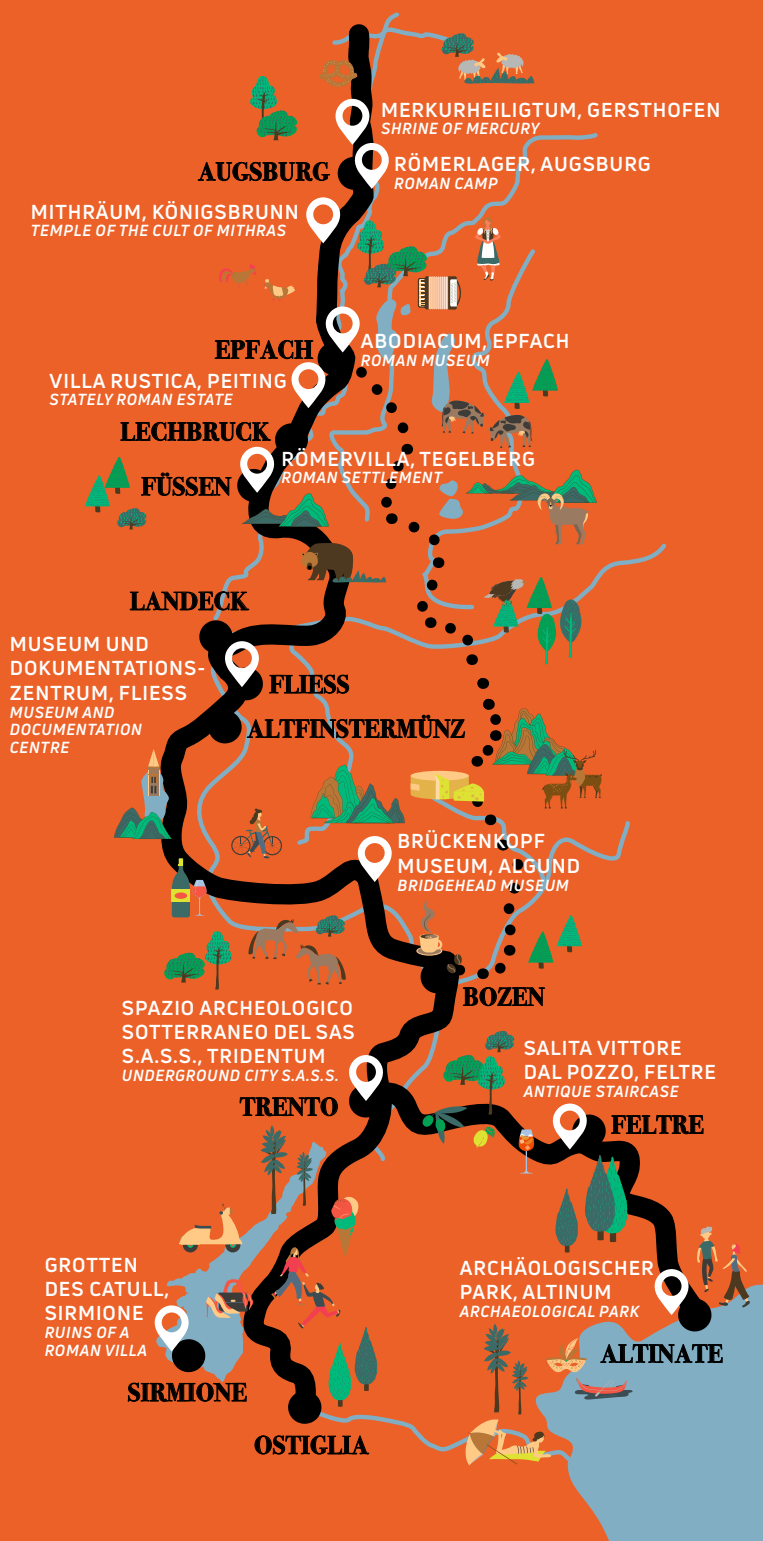 MERKURHEILIGTUM, GERSTHOFEN
SHRINE OF MERCURY
RÖMERLAGER, AUGSBURG
ROMAN CAMP
AUGSBURG
MITHRÄUM, KÖNIGSBRUNN
TEMPLE OF THE CULT OF MITHRAS
ABODIACUM, EPFACH
ROMAN MUSEUM
EPFACH
VILLA RUSTICA, PEITING
STATELY ROMAN ESTATE
LECHBRUCK
RÖMERVILLA, TEGELBERG
ROMAN SETTLEMENT
FÜSSEN
LANDECK
MUSEUM UND
DOKUMENTATIONS-
ZENTRUM, FLIESS
MUSEUM AND
DOCUMENTATION
CENTRE
FLIESS
ALTFINSTERMÜNZ
BRÜCKENKOPF
MUSEUM, ALGUND
BRIDGEHEAD MUSEUM
BOZEN
SPAZIO ARCHEOLOGICO
SOTTERRANEO DEL SAS
S.A.S.S., TRIDENTUM
UNDERGROUND CITY S.A.S.S.
TRENTO
SALITA VITTORE
DAL POZZO, FELTRE
ANTIQUE STAIRCASE
FELTRE
GROTTEN
DES CATULL,
SIRMIONE
RUINS OF A
ROMAN VILLA
ARCHÄOLOGISCHER
PARK, ALTINUM
ARCHAEOLOGICAL PARK
ALTINATE
SIRMIONE
OSTIGLIA